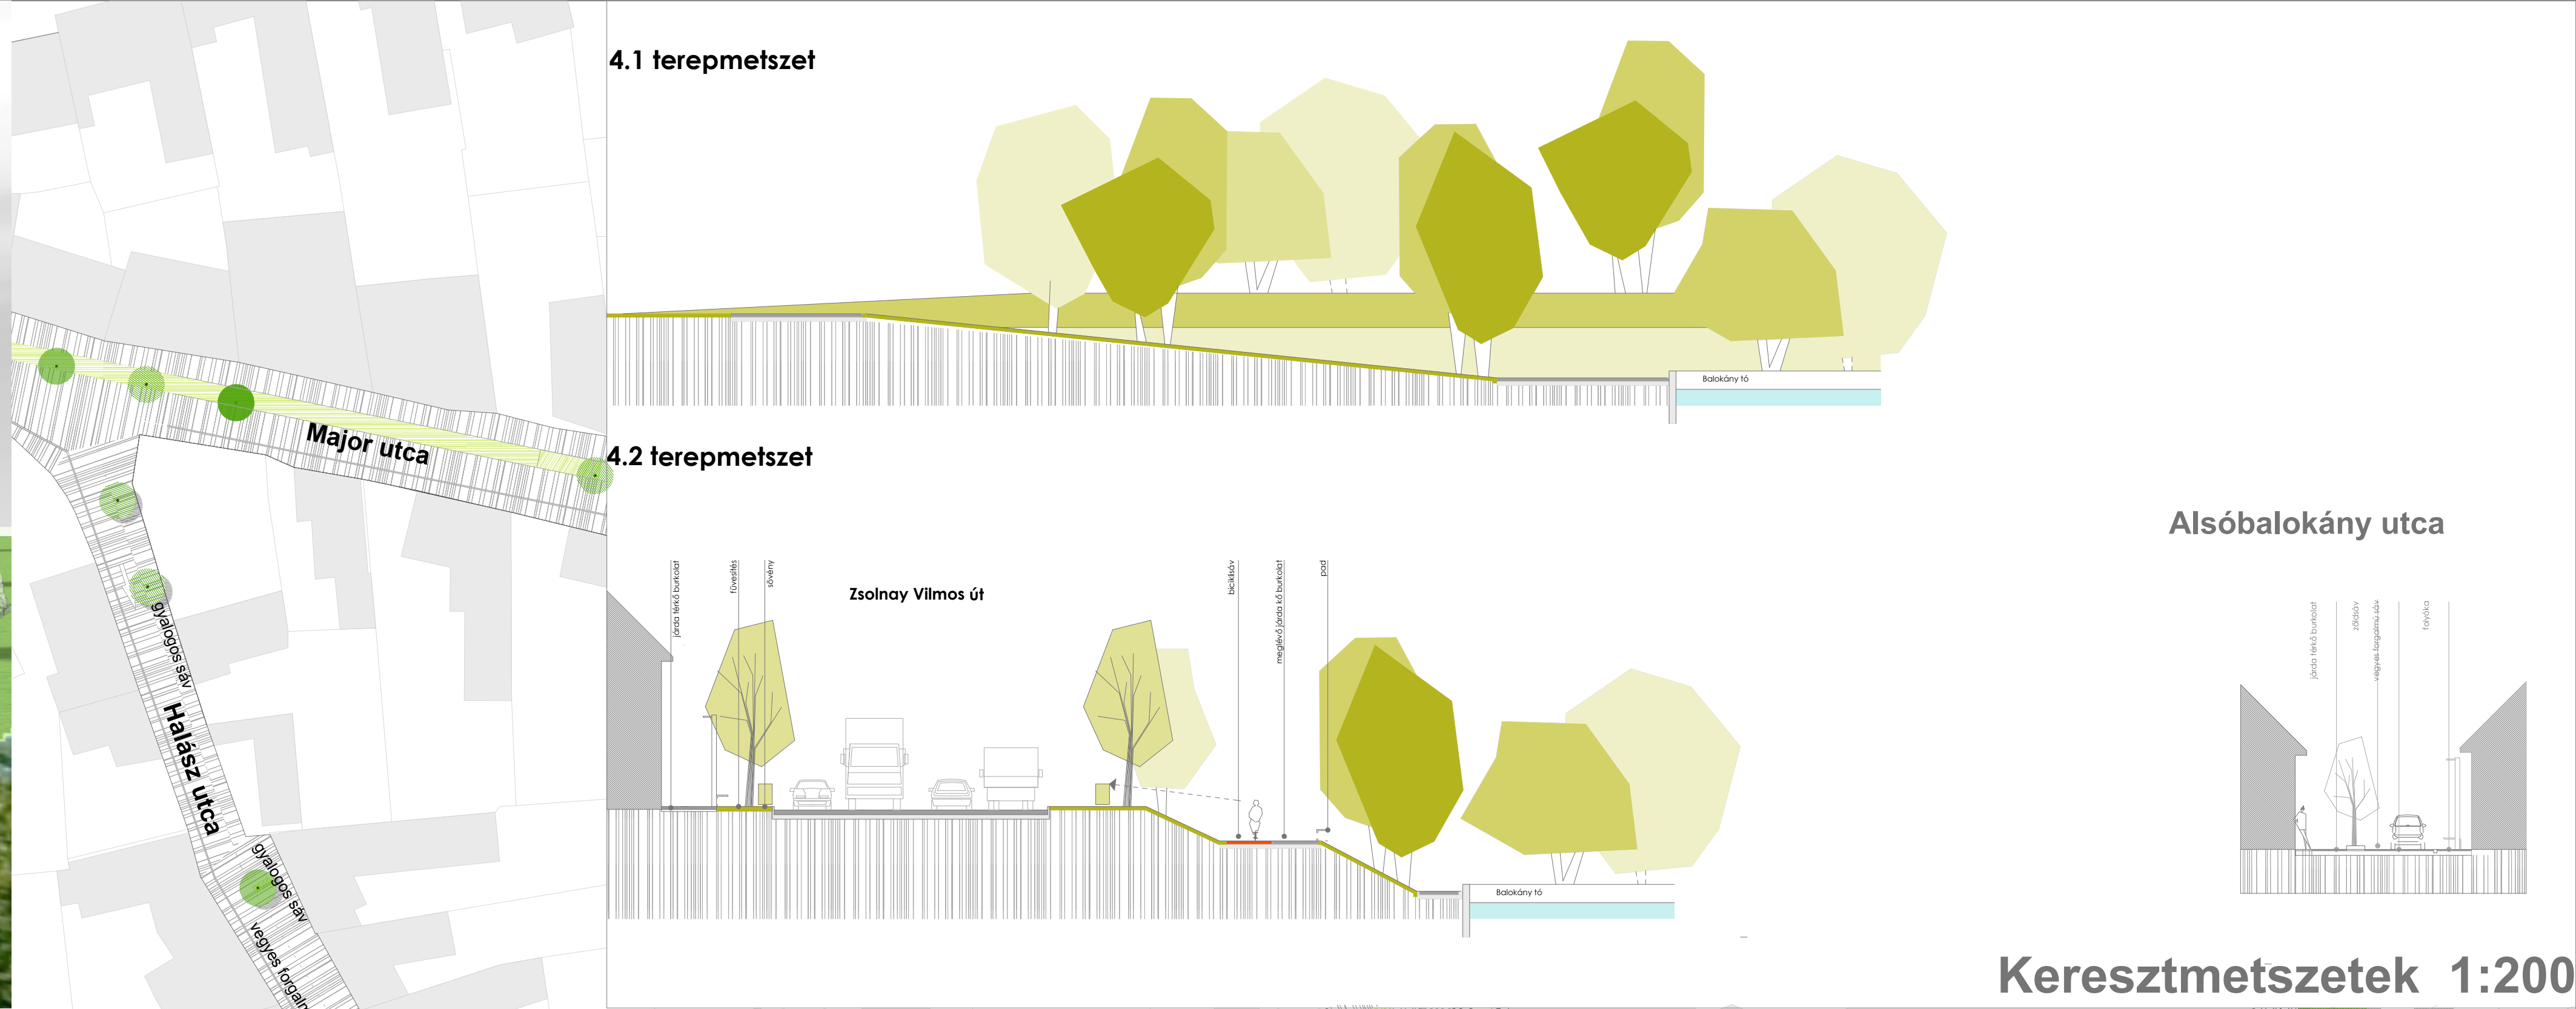 4.1 terepmetszet
Balokány tó
Major utca
4.2 terepmetszet
Halász utca
gyalogos sáv
gyalogos sáv
vegyes forgalm
járda térkő burkolat
füvesítés
sövény
Zsolnay Vilmos út
biciklisáv
meglévő járda kő burkolat
pad
Balokány tó
Alsóbalokány utca
járda térkő burkolat
zöldsáv
vegyes forgalmú sáv
folyóka
Keresztmetszetek 1:200